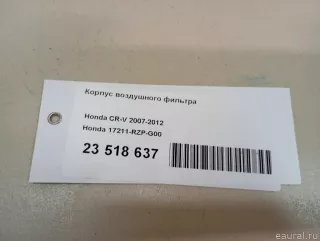 Корпус воздушного фильтра
Honda CR-V 2007-2012
Honda 17211-RZP-G00
23 518 637
eaural.ru